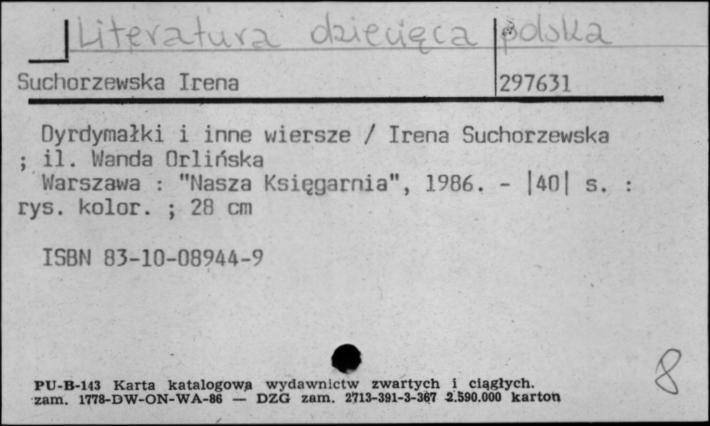 Literatura dziecięca polska
Suchorzewska Irena 297631
Dyrdymałki i inne wiersze / Irena Suchorzewska
; il. Wanda Orlińska
Warszawa : "Nasza Księgarnia", 1986. - |40| s. :
rys. kolor. ; 28 cm
ISBN 83-10-08944-9
8
PU-B-143 Karta katalogowa wydawnictw zwartych i ciągłych.
zam. 1778-DW-ON-WA-86 — DZG zam. 2713-391-3-367 2.590.000 karton